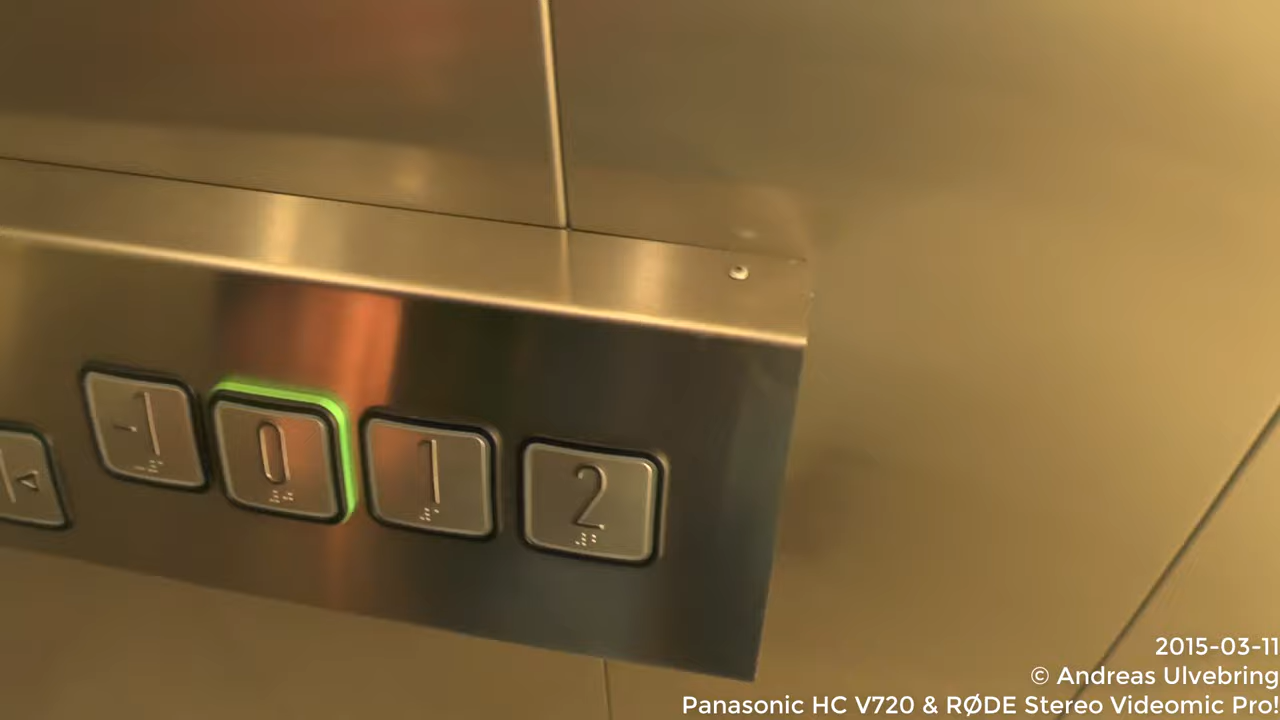 -1 0 1 2
2015-03-11
© Andreas Ulvebring
Panasonic HC V720 & RØDE Stereo Videomic Pro!